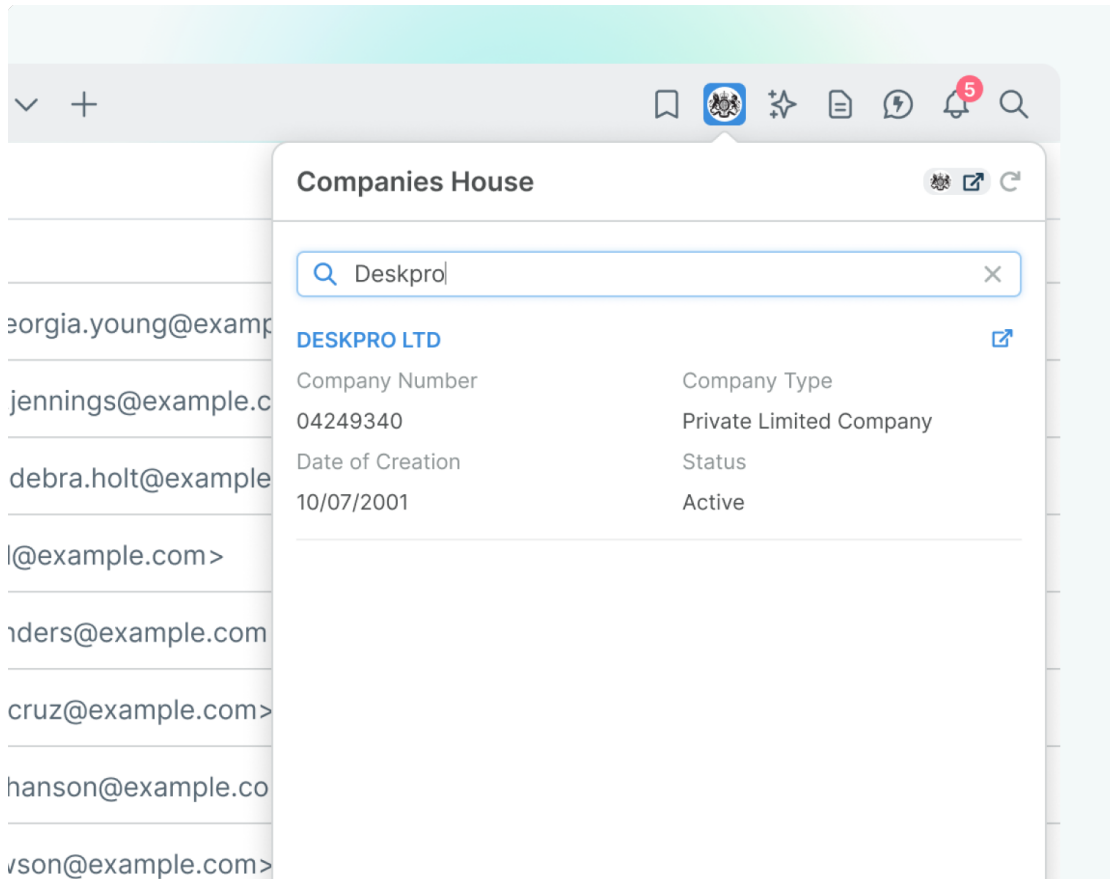 5
Companies House
Deskpro
DESKPRO LTD
Company Number Company Type
04249340 Private Limited Company
Date of Creation Status
10/07/2001 Active
eorgia.young@examp
jennings@example.c
debra.holt@example
@example.com>
nders@example.com
cruz@example.com>
hanson@example.co
son@example.com>